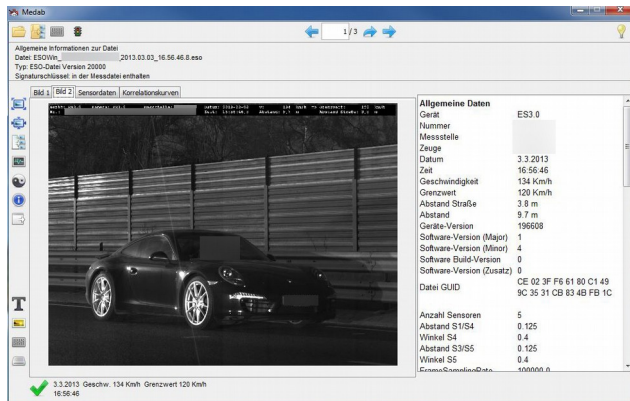 Medab
1/3
Allgemeine Informationen zur Datei
Datei: ESOWin_ _2013.03.03_16.56.46.8.eso
Typ: ESO-Datei Version 20000
Signaturschlüssel: in der Messdatei enthalten
Bild 1 Bild 2 Sensordaten Korrelationskurven
Allgemeine Daten
Gerät ES3.0
Nummer
Messstelle
Zeuge
Datum 3.3.2013
Zeit 16:56:46
Geschwindigkeit 134 Km/h
Grenzwert 120 Km/h
Abstand Straße 3.8 m
Abstand 9.7 m
Geräte-Version 196608
Software-Version (Major) 1
Software-Version (Minor) 4
Software Build-Version 0
Software-Version (Zusatz) 0
Datei GUID CE 02 3F F6 61 80 C1 49
9C 35 31 CB 83 4B FB 1C
Anzahl Sensoren 5
Abstand S1/S4 0.125
Winkel S4 0.4
Abstand S3/S5 0.125
Winkel S5 0.4
FrameSamplingRate 100000.0
T
3.3.2013 Geschw. 134 Km/h Grenzwert 120 Km/h
16:56:46